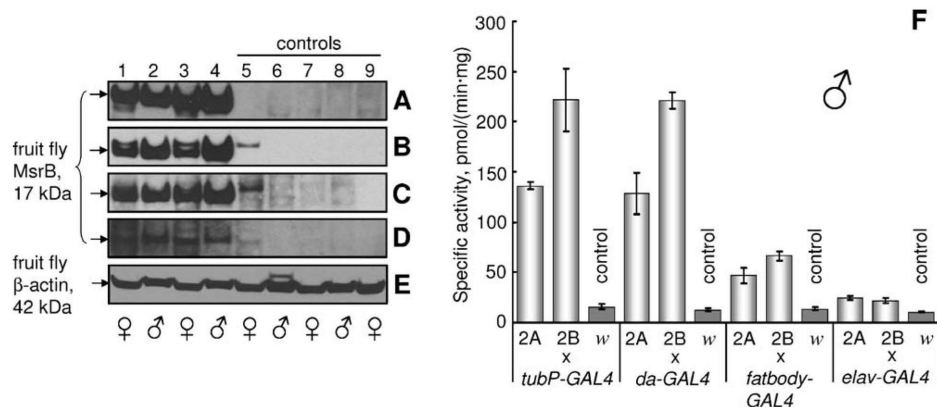 controls
1 2 3 4 5 6 7 8 9
A
B
C
D
E
fruit fly
MsrB,
17 kDa
fruit fly
β-actin,
42 kDa
♀ ♂ ♀ ♂ ♀ ♂ ♀ ♂ ♀
F
♂
Specific activity, pmol/(min·mg)
300
250
200
150
100
50
0
control
control
control
control
2A 2B w 2A 2B w 2A 2B w 2A 2B w
x x x x
tubP-GAL4 da-GAL4 fatbody- elav-GAL4
GAL4